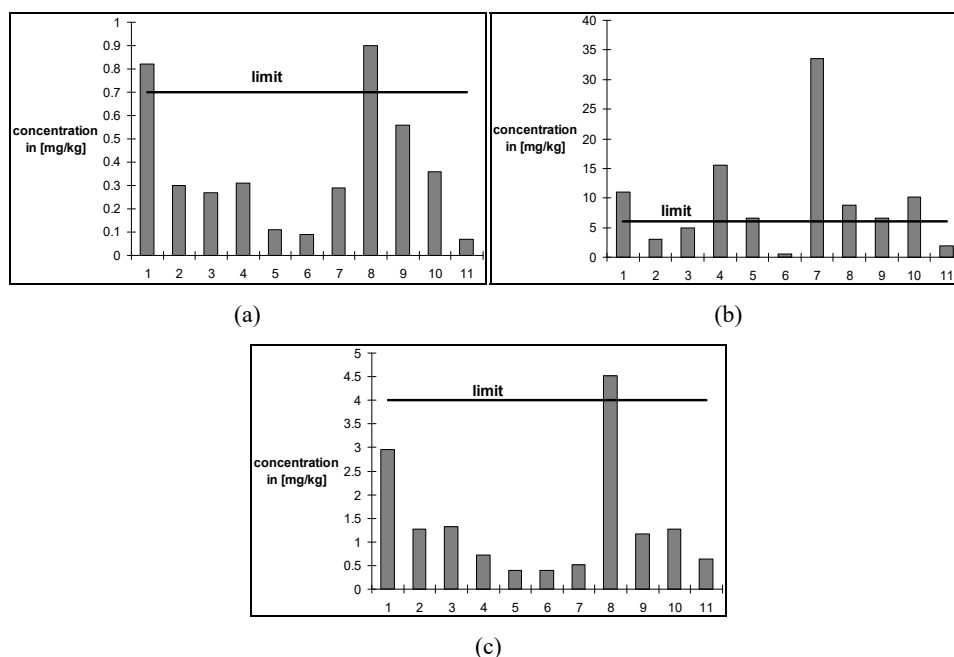 1
0.9
0.8
0.7
0.6
0.5
0.4
0.3
0.2
0.1
0
concentration
in [mg/kg]
limit
1 2 3 4 5 6 7 8 9 10 11
(a)
40
35
30
25
20
15
10
5
0
concentration
in [mg/kg]
limit
1 2 3 4 5 6 7 8 9 10 11
(b)
5
4.5
4
3.5
3
2.5
2
1.5
1
0.5
0
concentration
in [mg/kg]
limit
1 2 3 4 5 6 7 8 9 10 11
(c)